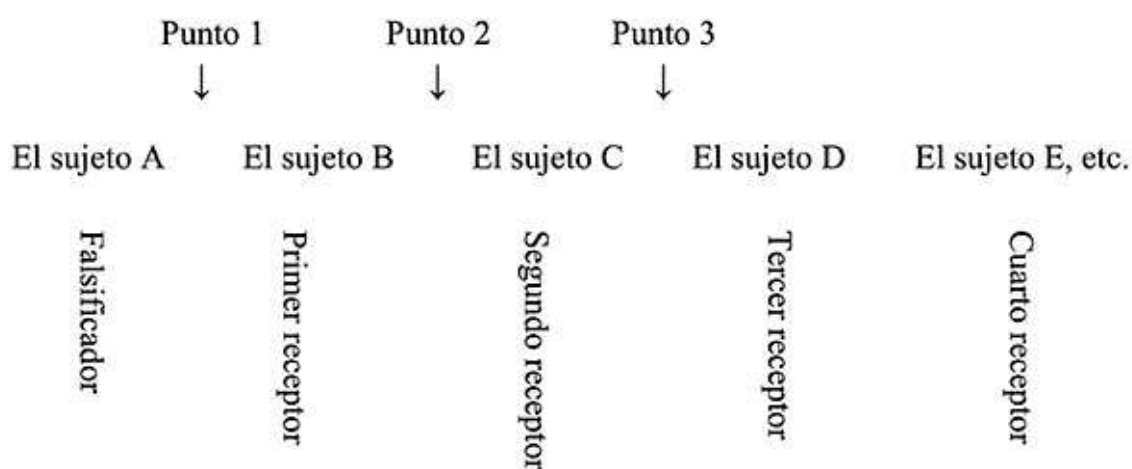 Punto 1 Punto 2 Punto 3
↓ ↓ ↓
El sujeto A El sujeto B El sujeto C El sujeto D El sujeto E, etc.
Falsificador
Primer receptor
Segundo receptor
Tercer receptor
Cuarto receptor